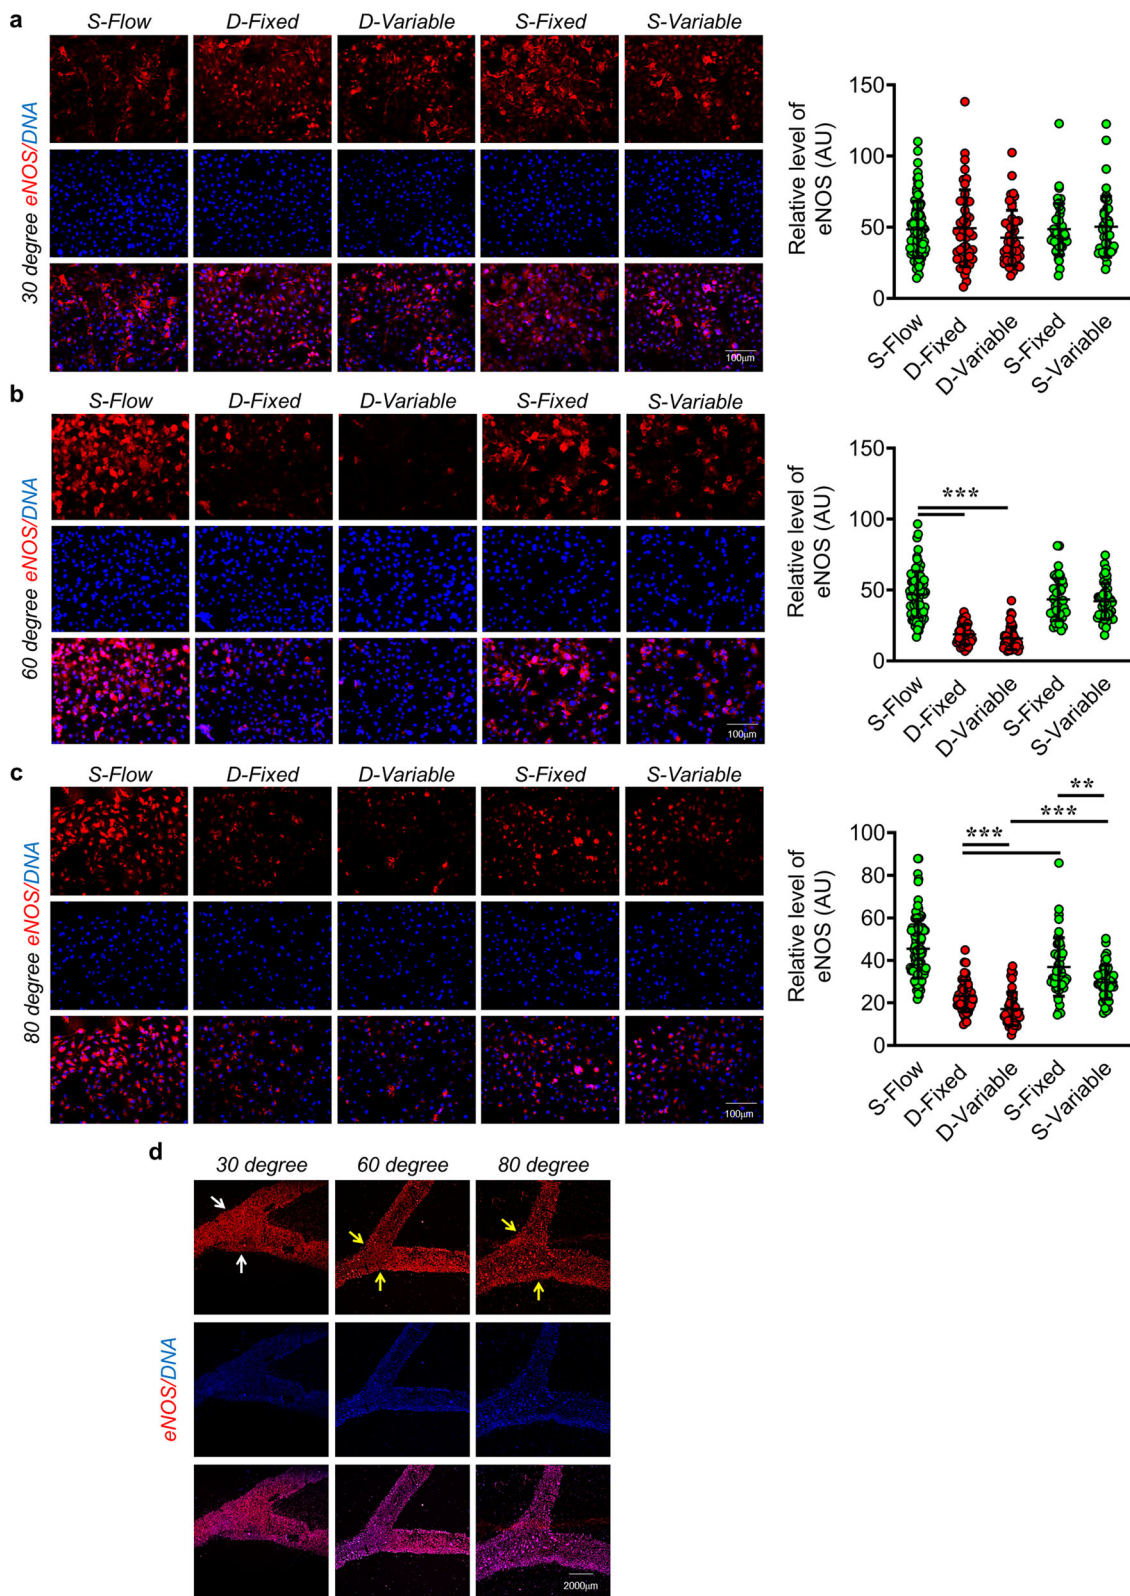 a
S-Flow D-Fixed D-Variable S-Fixed S-Variable
30 degree eNOS/DNA
100μm
Relative level of
eNOS (AU)
150
100
50
0
S-Flow
D-Fixed
D-Variable
S-Fixed
S-Variable
b
S-Flow D-Fixed D-Variable S-Fixed S-Variable
60 degree eNOS/DNA
100μm
Relative level of
eNOS (AU)
150
100
50
0
***
S-Flow
D-Fixed
D-Variable
S-Fixed
S-Variable
c
S-Flow D-Fixed D-Variable S-Fixed S-Variable
80 degree eNOS/DNA
100μm
Relative level of
eNOS (AU)
100
80
60
40
20
0
**
***
***
S-Flow
D-Fixed
D-Variable
S-Fixed
S-Variable
d
30 degree 60 degree 80 degree
eNOS/DNA
2000μm